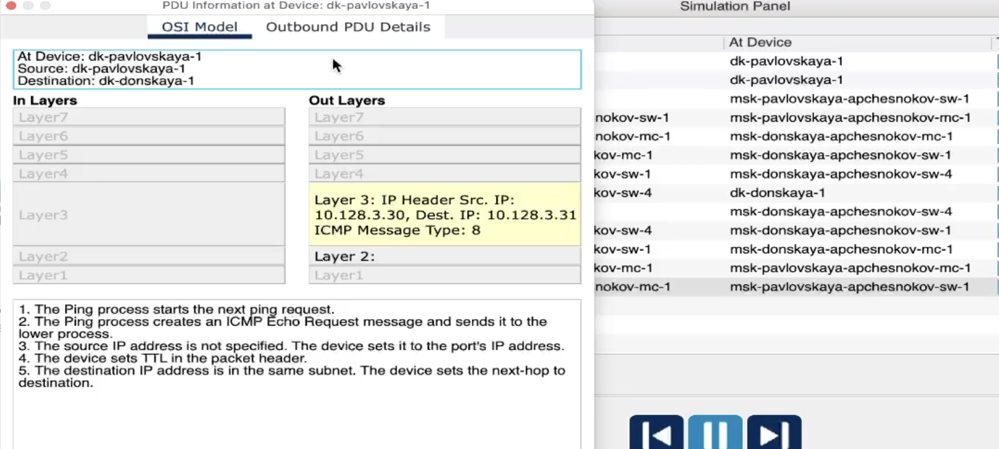 PDU Information at Device: dk-pavlovskaya-1
OSI Model
Outbound PDU Details
At Device: dk-pavlovskaya-1
Source: dk-pavlovskaya-1
Destination: dk-donskaya-1
In Layers
Layer7
Layer6
Layer5
Layer4
Layer3
Layer2
Layer1
Out Layers
Layer7
Layer6
Layer5
Layer4
Layer 3: IP Header Src. IP:
10.128.3.30, Dest. IP: 10.128.3.31
ICMP Message Type: 8
Layer 2:
Layer1
1. The Ping process starts the next ping request.
2. The Ping process creates an ICMP Echo Request message and sends it to the
lower process.
3. The source IP address is not specified. The device sets it to the port's IP address.
4. The device sets TTL in the packet header.
5. The destination IP address is in the same subnet. The device sets the next-hop to
destination.
Simulation Panel
At Device
dk-pavlovskaya-1
dk-pavlovskaya-1
msk-pavlovskaya-apchesnokov-sw-1
nokov-sw-1 msk-pavlovskaya-apchesnokov-mc-1
nokov-mc-1 msk-donskaya-apchesnokov-mc-1
kov-mc-1 msk-donskaya-apchesnokov-sw-1
kov-sw-1 msk-donskaya-apchesnokov-sw-4
kov-sw-4 dk-donskaya-1
msk-donskaya-apchesnokov-sw-4
kov-sw-4 msk-donskaya-apchesnokov-sw-1
kov-sw-1 msk-donskaya-apchesnokov-mc-1
kov-mc-1 msk-pavlovskaya-apchesnokov-mc-1
nokov-mc-1 msk-pavlovskaya-apchesnokov-sw-1